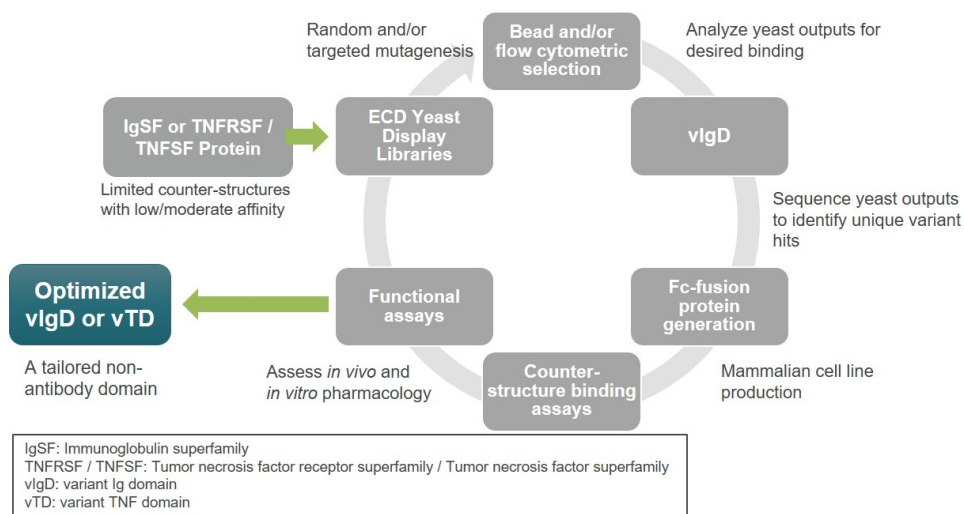 Random and/or
targeted mutagenesis
Bead and/or
flow cytometric
selection
Analyze yeast outputs for
desired binding
IgSF or TNFRSF /
TNFSF Protein
ECD Yeast
Display
Libraries
vIgD
Limited counter-structures
with low/moderate affinity
Sequence yeast outputs
to identify unique variant
hits
Optimized
vIgD or vTD
Functional
assays
Fc-fusion
protein
generation
A tailored non-
antibody domain
Assess in vivo and
in vitro pharmacology
Counter-
structure binding
assays
Mammalian cell line
production
IgSF: Immunoglobulin superfamily
TNFRSF / TNFSF: Tumor necrosis factor receptor superfamily / Tumor necrosis factor superfamily
vIgD: variant Ig domain
vTD: variant TNF domain